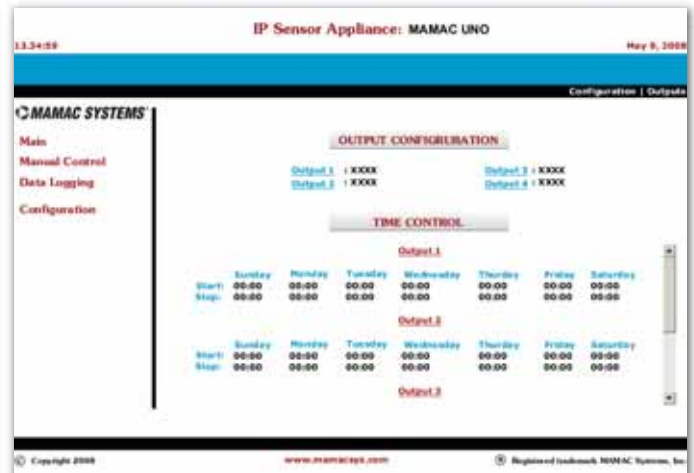 IP Sensor Appliance: MAMAC UNO
13.34:59
May 9, 2008
Configuration | Outputs
MAMAC SYSTEMS
Main
Manual Control
Data Logging
Configuration
OUTPUT CONFIGRURATION
Output 1 : XXXX
Output 3 : XXXX
Output 2 : XXXX
Output 4 : XXXX
TIME CONTROL
Output 1
Sunday Monday Tuesday Wednesday Thursday Friday Saturday
Start: 00:00 00:00 00:00 00:00 00:00 00:00 00:00
Stop: 00:00 00:00 00:00 00:00 00:00 00:00 00:00
Output 2
Sunday Monday Tuesday Wednesday Thursday Friday Saturday
Start: 00:00 00:00 00:00 00:00 00:00 00:00 00:00
Stop: 00:00 00:00 00:00 00:00 00:00 00:00 00:00
Output 3
© Copyright 2008
www.mamacsys.com
® Registered trademark MAMAC Systems, Inc